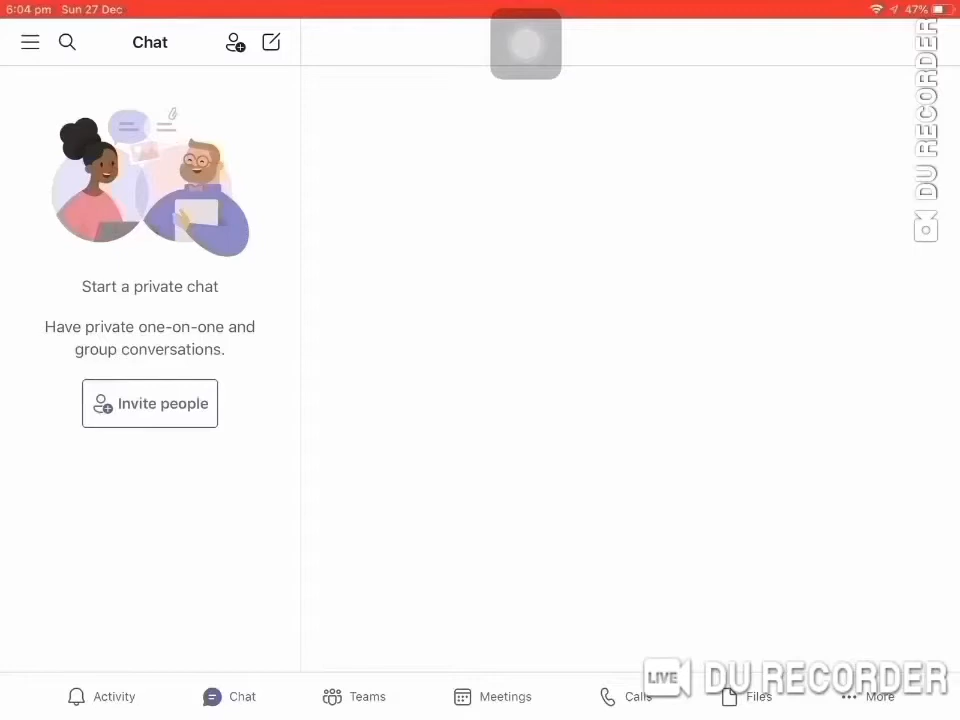 6:04 pm Sun 27 Dec
47%
Chat
Start a private chat
Have private one-on-one and
group conversations.
Invite people
DU RECORDER
Activity
Chat
Teams
Meetings
Calls
Files
More
LIVE DU RECORDER